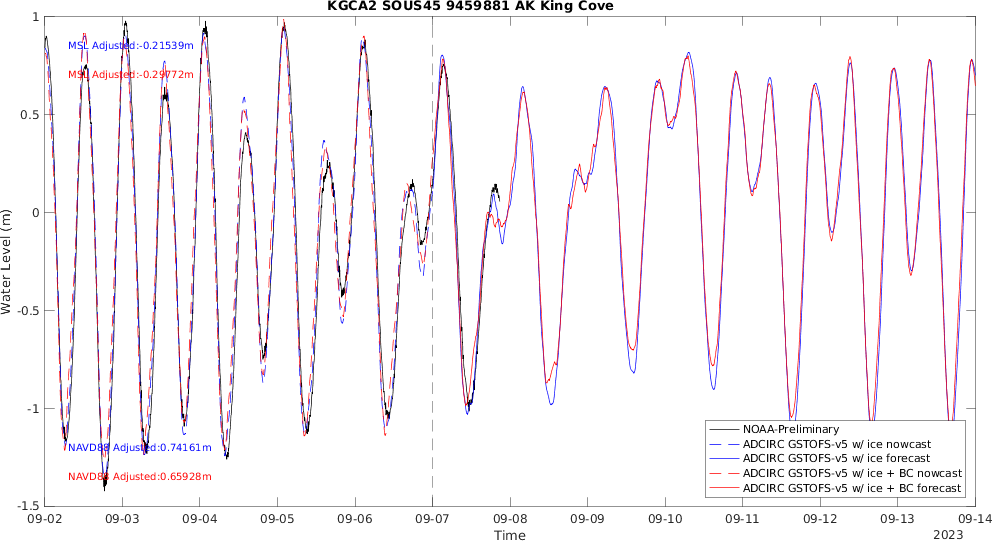 KGCA2 SOUS45 9459881 AK King Cove
1
0.5
0
-0.5
-1
-1.5
Water Level (m)
MSL Adjusted:-0.21539m
MSL Adjusted:-0.29772m
NAVD88 Adjusted:0.74161m
NAVD88 Adjusted:0.65928m
NOAA-Preliminary
ADCIRC GSTOFS-v5 w/ ice nowcast
ADCIRC GSTOFS-v5 w/ ice forecast
ADCIRC GSTOFS-v5 w/ ice + BC nowcast
ADCIRC GSTOFS-v5 w/ ice + BC forecast
09-02 09-03 09-04 09-05 09-06 09-07 09-08 09-09 09-10 09-11 09-12 09-13 09-14
Time
2023